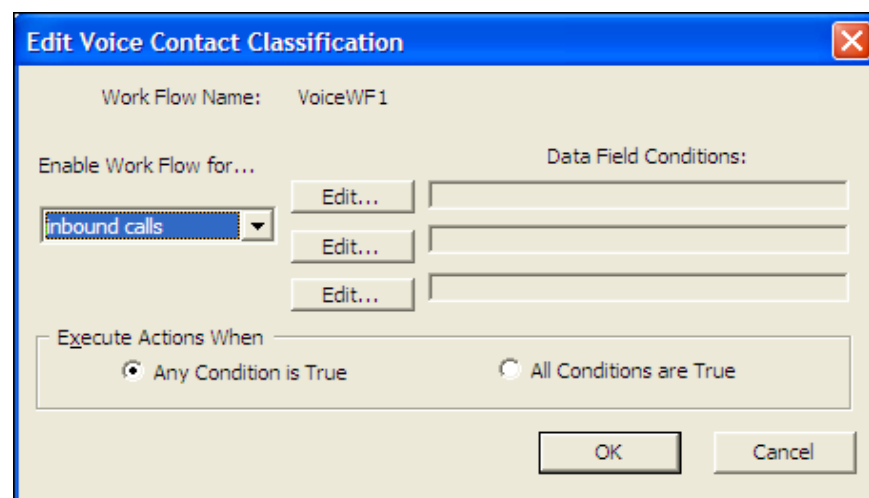 Edit Voice Contact Classification
Work Flow Name: VoiceWF1
Enable Work Flow for...
Data Field Conditions:
inbound calls
Edit...
Edit...
Edit...
Execute Actions When
Any Condition is True
All Conditions are True
OK
Cancel